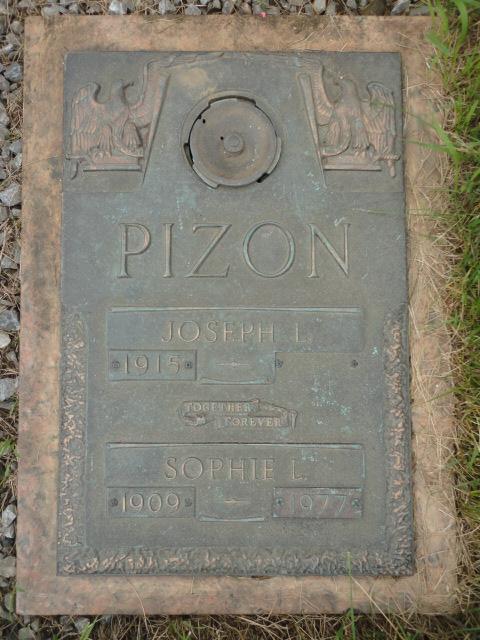 PIZON
JOSEPH L.
1915
TOGETHER
FOREVER
SOPHIE L.
1909 — 1977